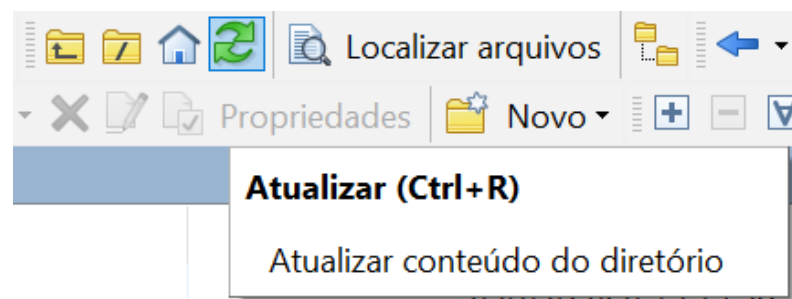 Localizar arquivos
Propriedades Novo
Atualizar (Ctrl+R)
Atualizar conteúdo do diretório